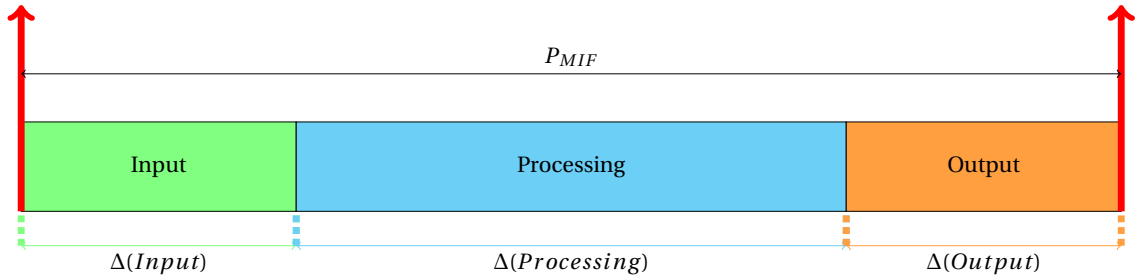 P_MIF
Input Processing Output
Δ(Input) Δ(Processing) Δ(Output)